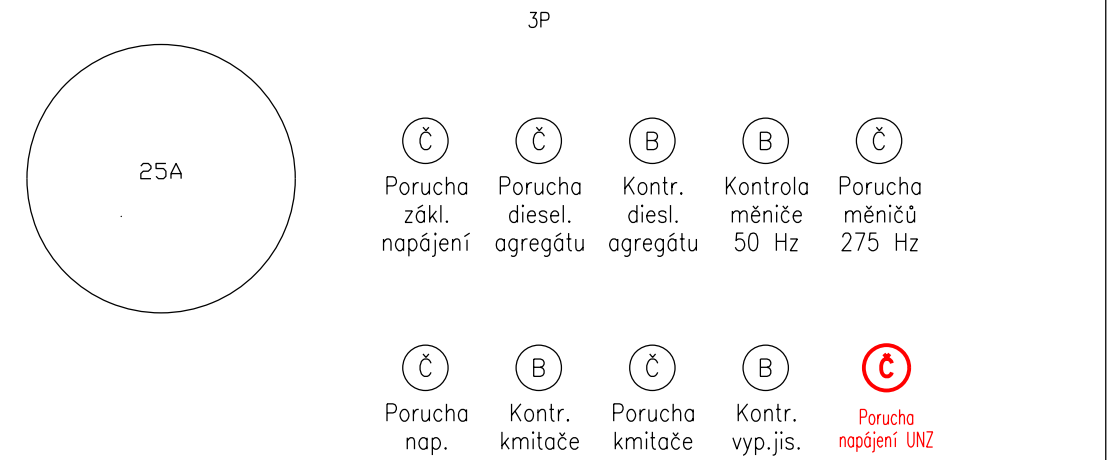 3P
25A
Č Č B B Č
Porucha Porucha Kontr. Kontrola Porucha
zákl. diesel. diesl. měniče měničů
napájení agregátu agregátu 50 Hz 275 Hz
Č B Č B Č
Porucha Kontr. Porucha Kontr. Porucha
nap. kmitače kmitače vyp.jis. napájení UNZ